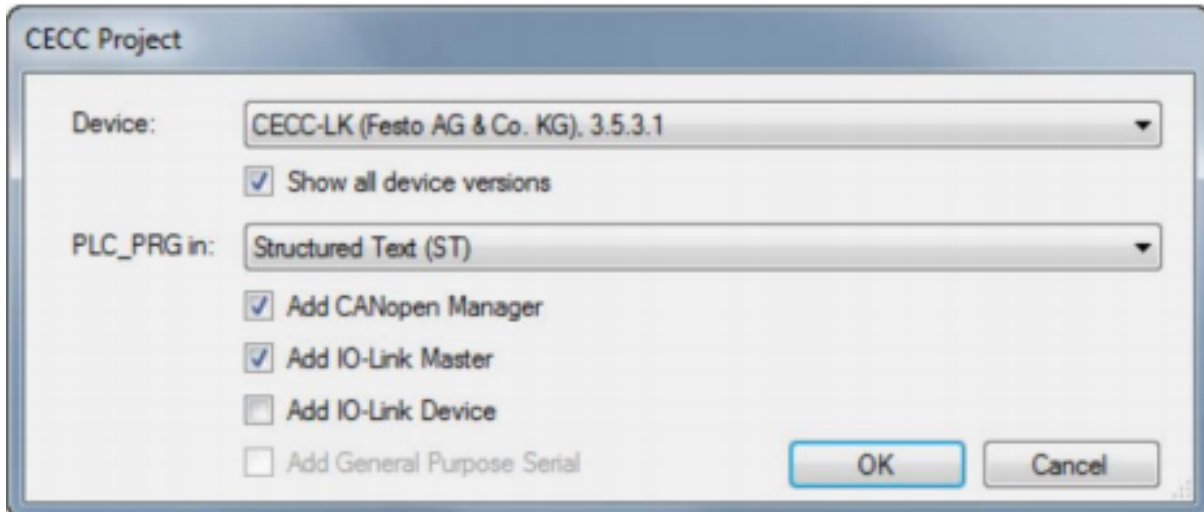 CECC Project
Device: CECC-LK (Festo AG & Co. KG), 3.5.3.1
Show all device versions
PLC_PRG in: Structured Text (ST)
Add CANopen Manager
Add IO-Link Master
Add IO-Link Device
Add General Purpose Serial
OK Cancel